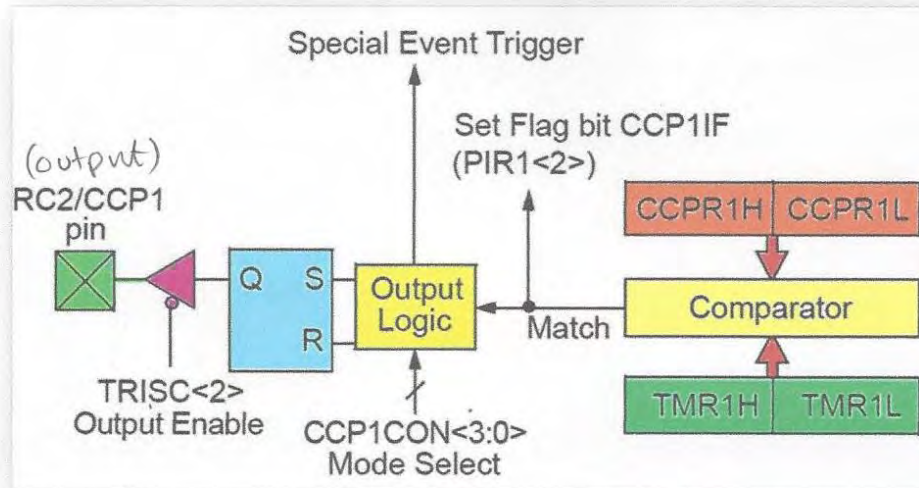 Special Event Trigger
Set Flag bit CCP1IF
(PIR1<2>)
(output)
RC2/CCP1
pin
CCPR1H CCPR1L
Q S
R
Output
Logic
Match
Comparator
TRISC<2>
Output Enable
CCP1CON<3:0>
Mode Select
TMR1H TMR1L